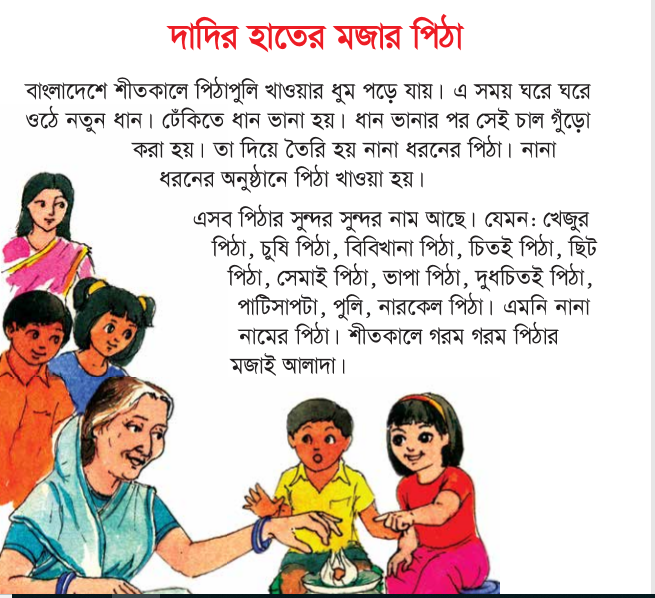 দাদির হাতের মজার পিঠা
বাংলাদেশে শীতকালে পিঠাপুলি খাওয়ার ধুম পড়ে যায়। এ সময় ঘরে ঘরে
ওঠে নতুন ধান। ঢেঁকিতে ধান ভানা হয়। ধান ভানার পর সেই চাল গুঁড়ো
করা হয়। তা দিয়ে তৈরি হয় নানা ধরনের পিঠা। নানা
ধরনের অনুষ্ঠানে পিঠা খাওয়া হয়।
এসব পিঠার সুন্দর সুন্দর নাম আছে। যেমন: খেজুর
পিঠা, চুষি পিঠা, বিবিখানা পিঠা, চিতই পিঠা, ছিট
পিঠা, সেমাই পিঠা, ভাপা পিঠা, দুধচিতই পিঠা,
পাটিসাপটা, পুলি, নারকেল পিঠা। এমনি নানা
নামের পিঠা। শীতকালে গরম গরম পিঠার
মজাই আলাদা।